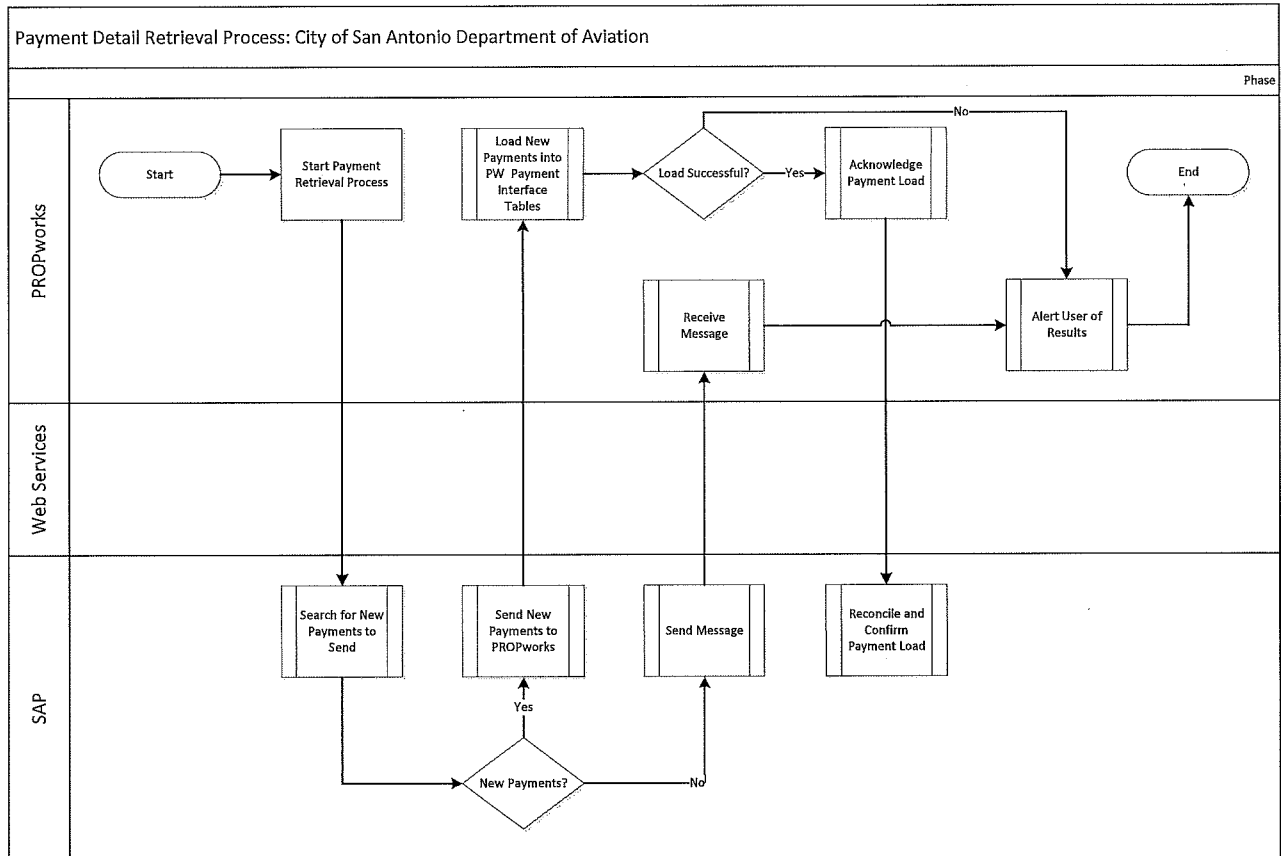 Payment Detail Retrieval Process: City of San Antonio Department of Aviation
Phase
PROPworks
Start
Start Payment
Retrieval Process
Load New
Payments into
PW Payment
Interface
Tables
Load Successful?
No
Yes
Acknowledge
Payment Load
End
Receive
Message
Alert User of
Results
Web Services
SAP
Search for New
Payments to
Send
Send New
Payments to
PROPworks
Send Message
Reconcile and
Confirm
Payment Load
Yes
New Payments?
No